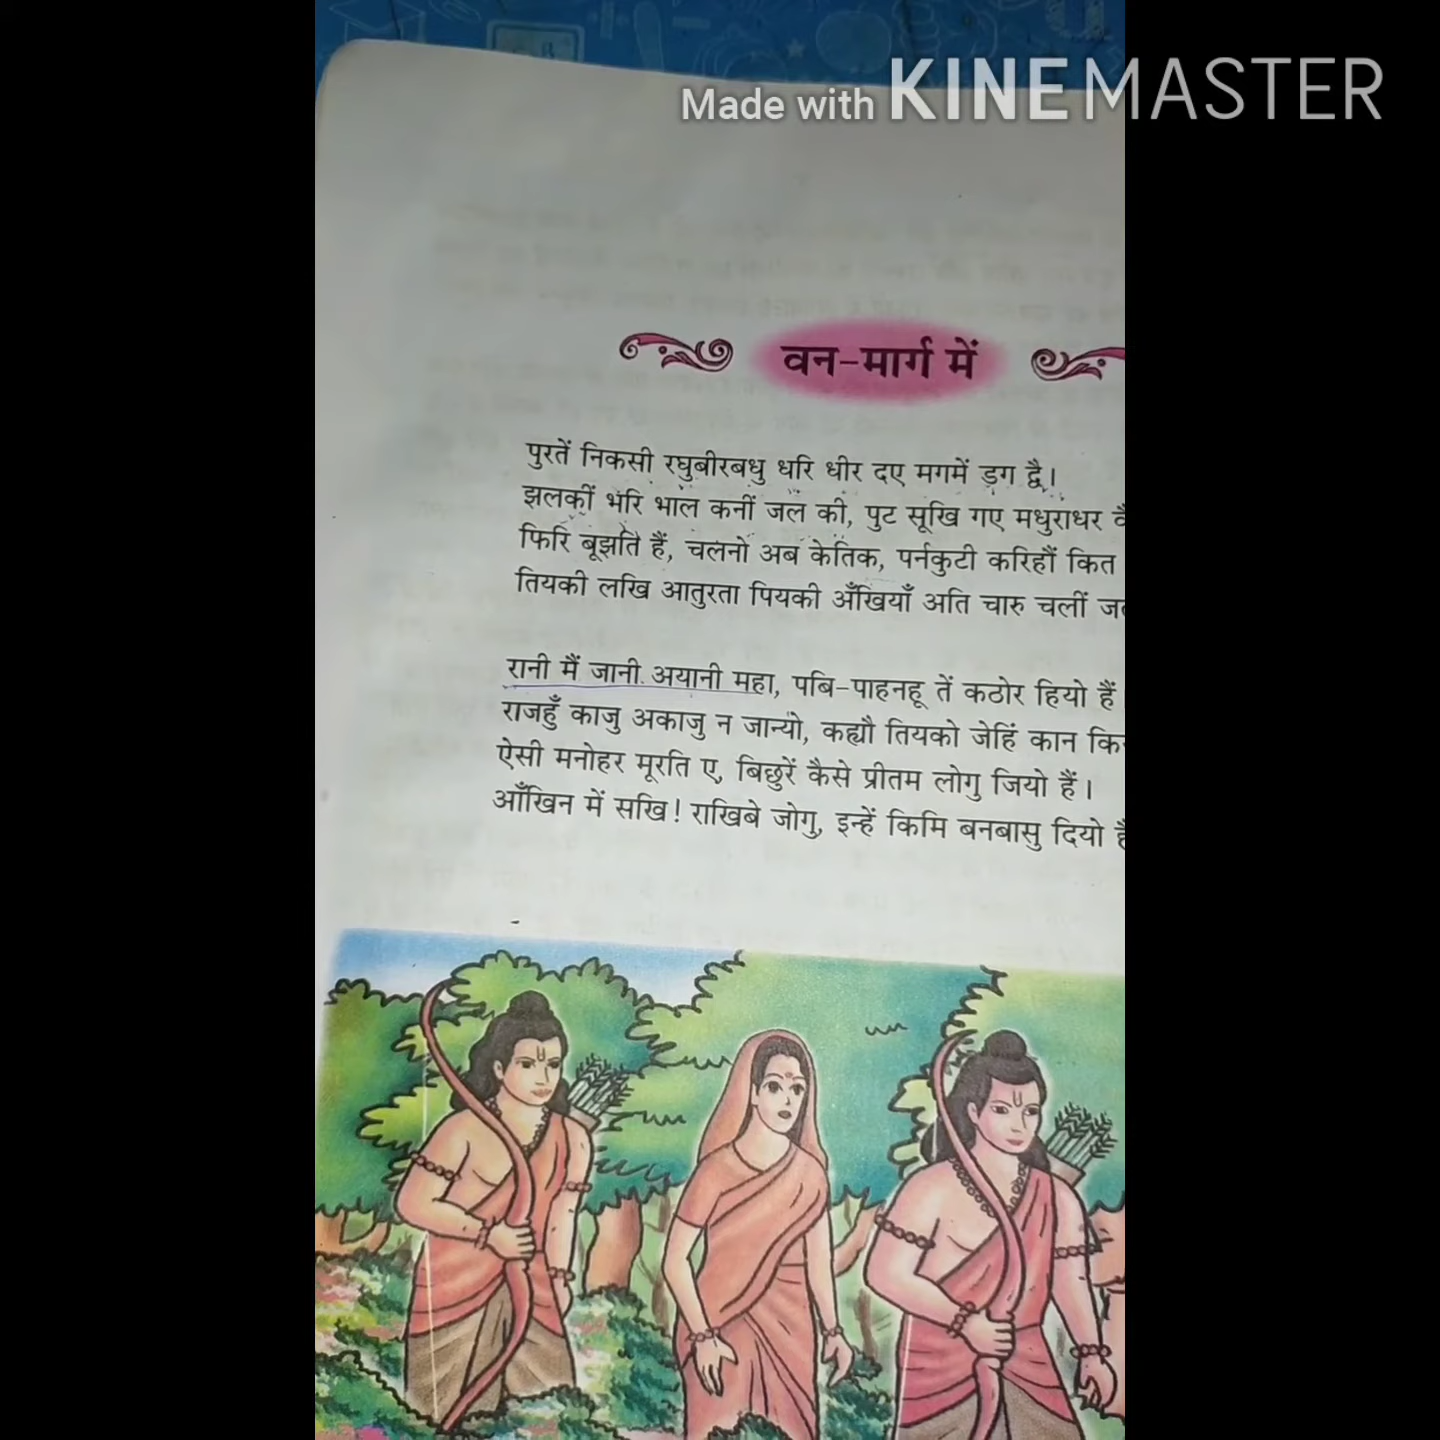 Made with KINEMASTER
वन-मार्ग में
पुरतें निकसी रघुबीरबधु धरि धीर दए मगमें डग द्वै।
झलकीं भरि भाल कनीं जल की, पुट सूखि गए मधुराधर
फिरि बूझति हैं, चलनो अब केतिक, पर्नकुटी करिहौं कित
तियकी लखि आतुरता पियकी अँखियाँ अति चारु चलीं
रानी मैं जानी अयानी महा, पबि-पाहनहू तें कठोर हियो हैं
राजहुँ काजु अकाजु न जान्यो, कह्यौ तियको जेहिं कान
ऐसी मनोहर मूरति ए, बिछुरें कैसे प्रीतम लोगु जियो हैं।
आँखिन में सखि! राखिबे जोगु, इन्हें किमि बनबासु दियो